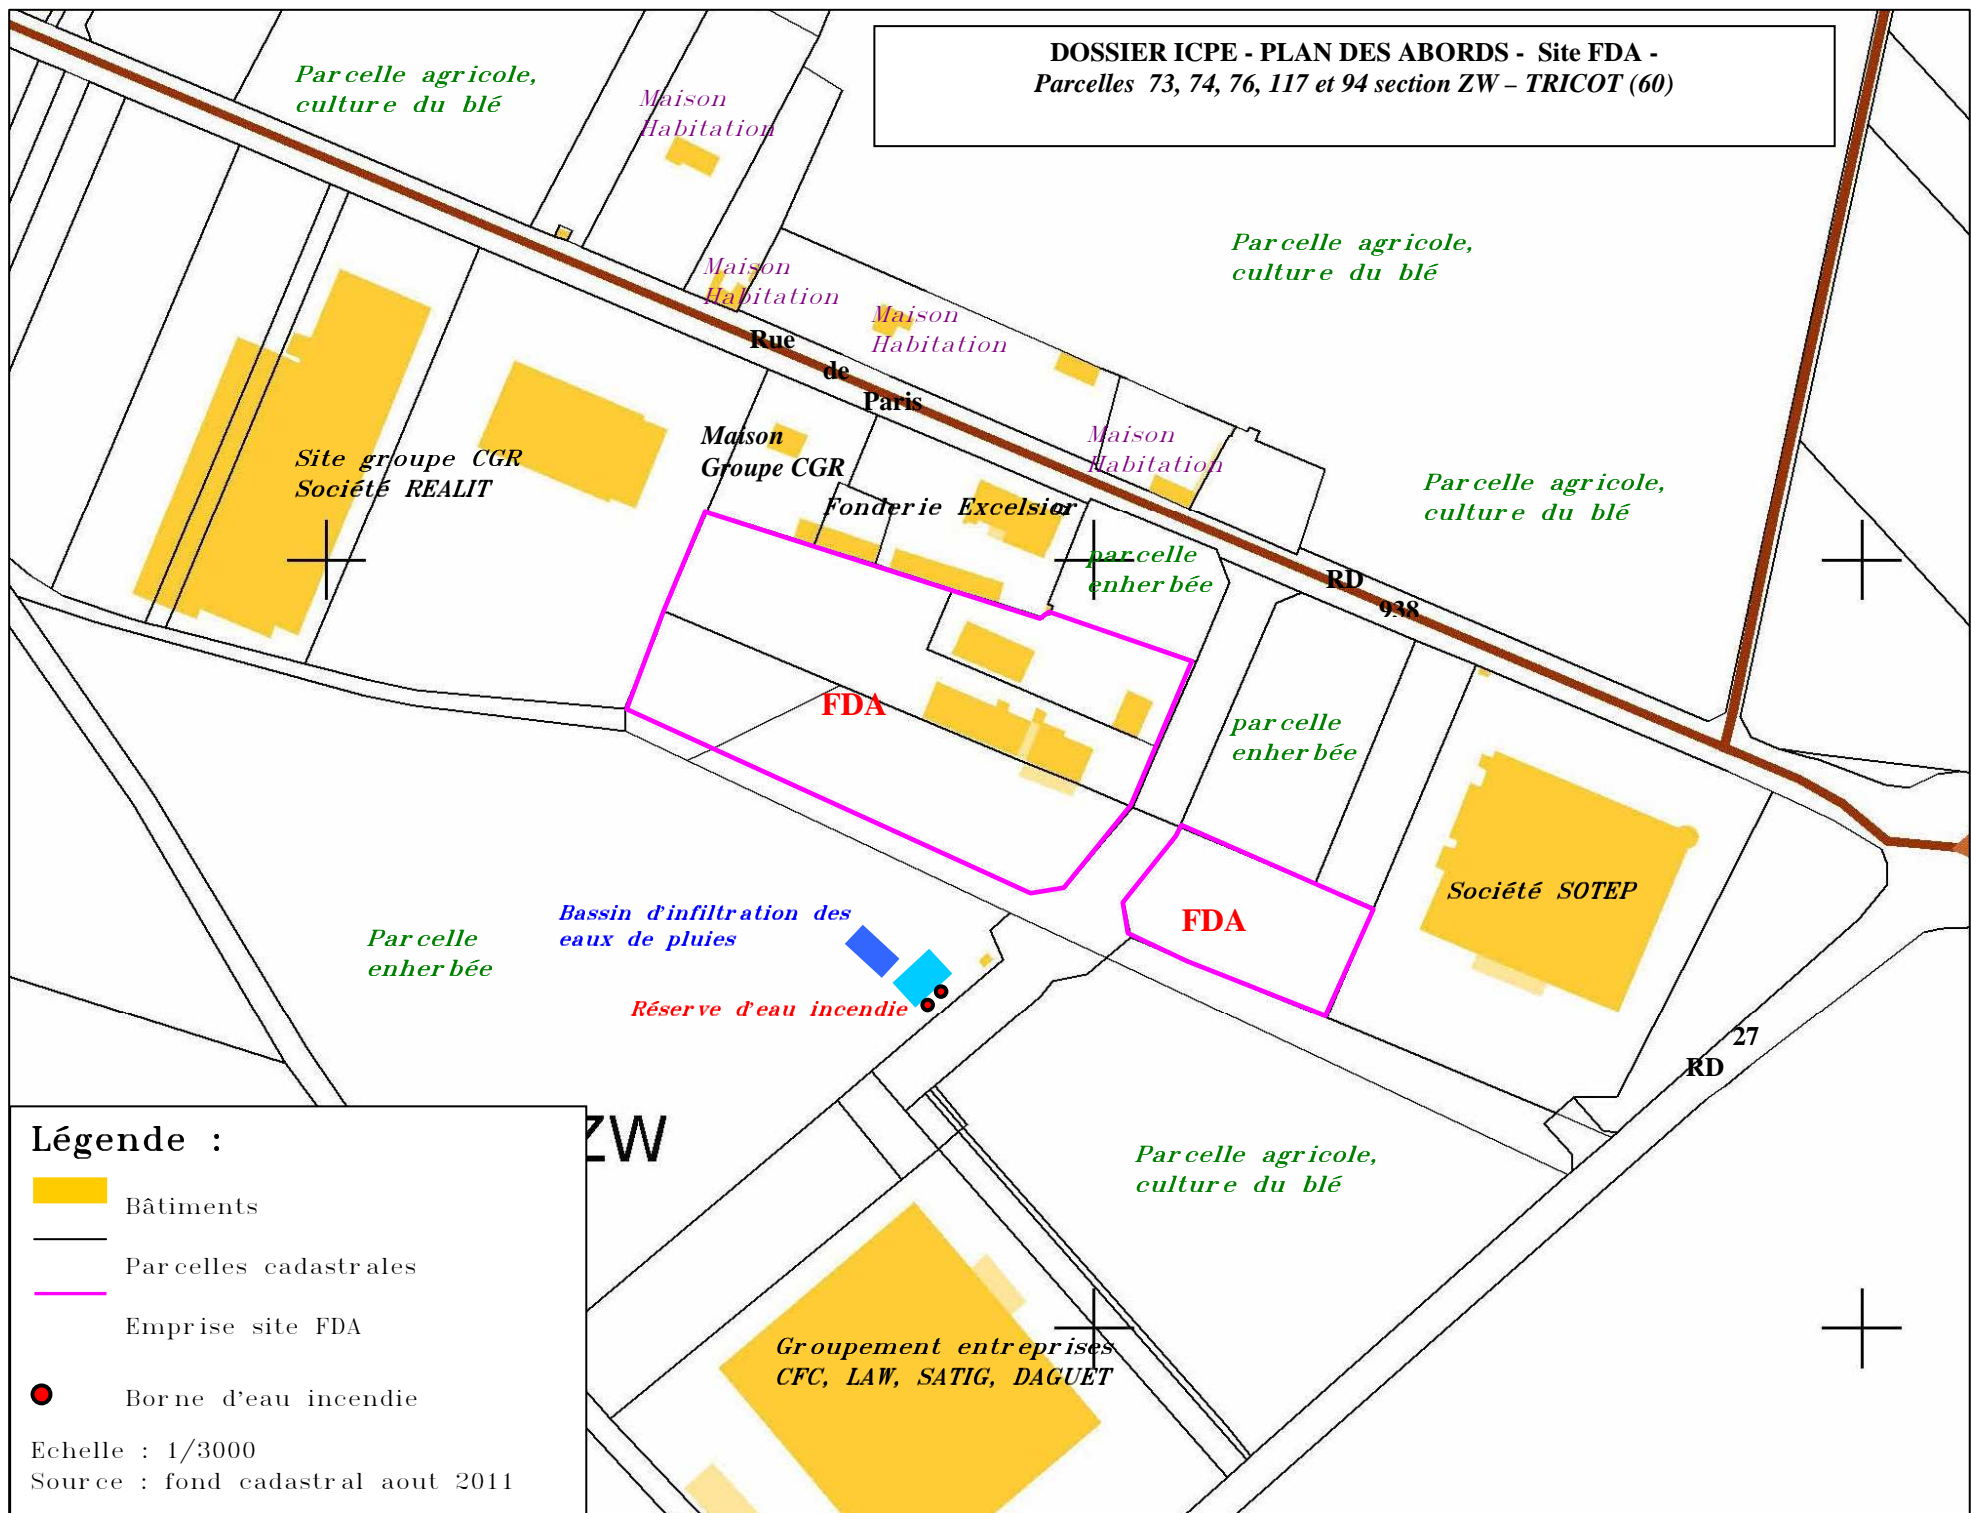 DOSSIER ICPE - PLAN DES ABORDS - Site FDA -
Parcelles 73, 74, 76, 117 et 94 section ZW – TRICOT (60)
Parcelle agricole,
culture du blé
Maison
Habitation
Parcelle agricole,
culture du blé
Maison
Habitation
Maison
Habitation
Rue
de
Paris
Maison
Groupe CGR
Maison
Habitation
Site groupe CGR
Société REALIT
Parcelle agricole,
culture du blé
Fonderie Excelsior
parcelle
enherbée
RD
938
FDA
parcelle
enherbée
Société SOTEP
FDA
Bassin d'infiltration des
eaux de pluies
Parcelle
enherbée
Réserve d'eau incendie
27
RD
ZW
Parcelle agricole,
culture du blé
Groupement entreprises
CFC, LAW, SATIG, DAGUET
Légende :
Bâtiments
Parcelles cadastrales
Emprise site FDA
Borne d'eau incendie
Echelle : 1/3000
Source : fond cadastral aout 2011